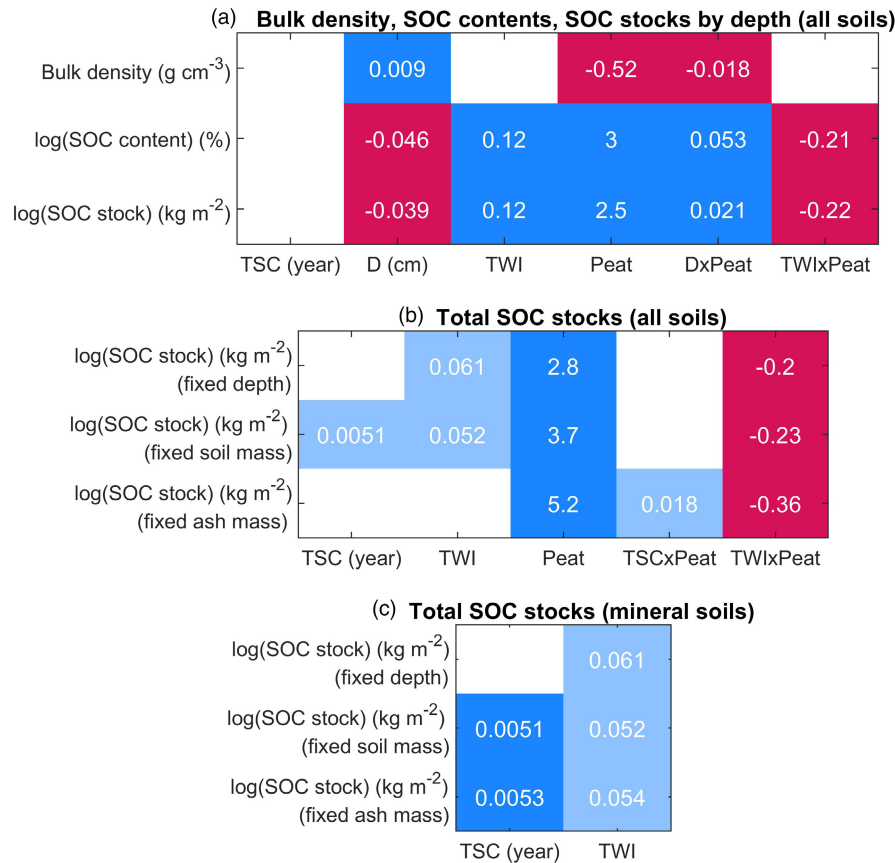 (a) Bulk density, SOC contents, SOC stocks by depth (all soils)
Bulk density (g cm⁻³) 0.009 -0.52 -0.018
log(SOC content) (%) -0.046 0.12 3 0.053 -0.21
log(SOC stock) (kg m⁻²) -0.039 0.12 2.5 0.021 -0.22
TSC (year) D (cm) TWI Peat DxPeat TWIxPeat
(b) Total SOC stocks (all soils)
log(SOC stock) (kg m⁻²)
(fixed depth) 0.061 2.8 -0.2
log(SOC stock) (kg m⁻²)
(fixed soil mass) 0.0051 0.052 3.7 -0.23
log(SOC stock) (kg m⁻²)
(fixed ash mass) 5.2 0.018 -0.36
TSC (year) TWI Peat TSCxPeat TWIxPeat
(c) Total SOC stocks (mineral soils)
log(SOC stock) (kg m⁻²)
(fixed depth) 0.061
log(SOC stock) (kg m⁻²)
(fixed soil mass) 0.0051 0.052
log(SOC stock) (kg m⁻²)
(fixed ash mass) 0.0053 0.054
TSC (year) TWI